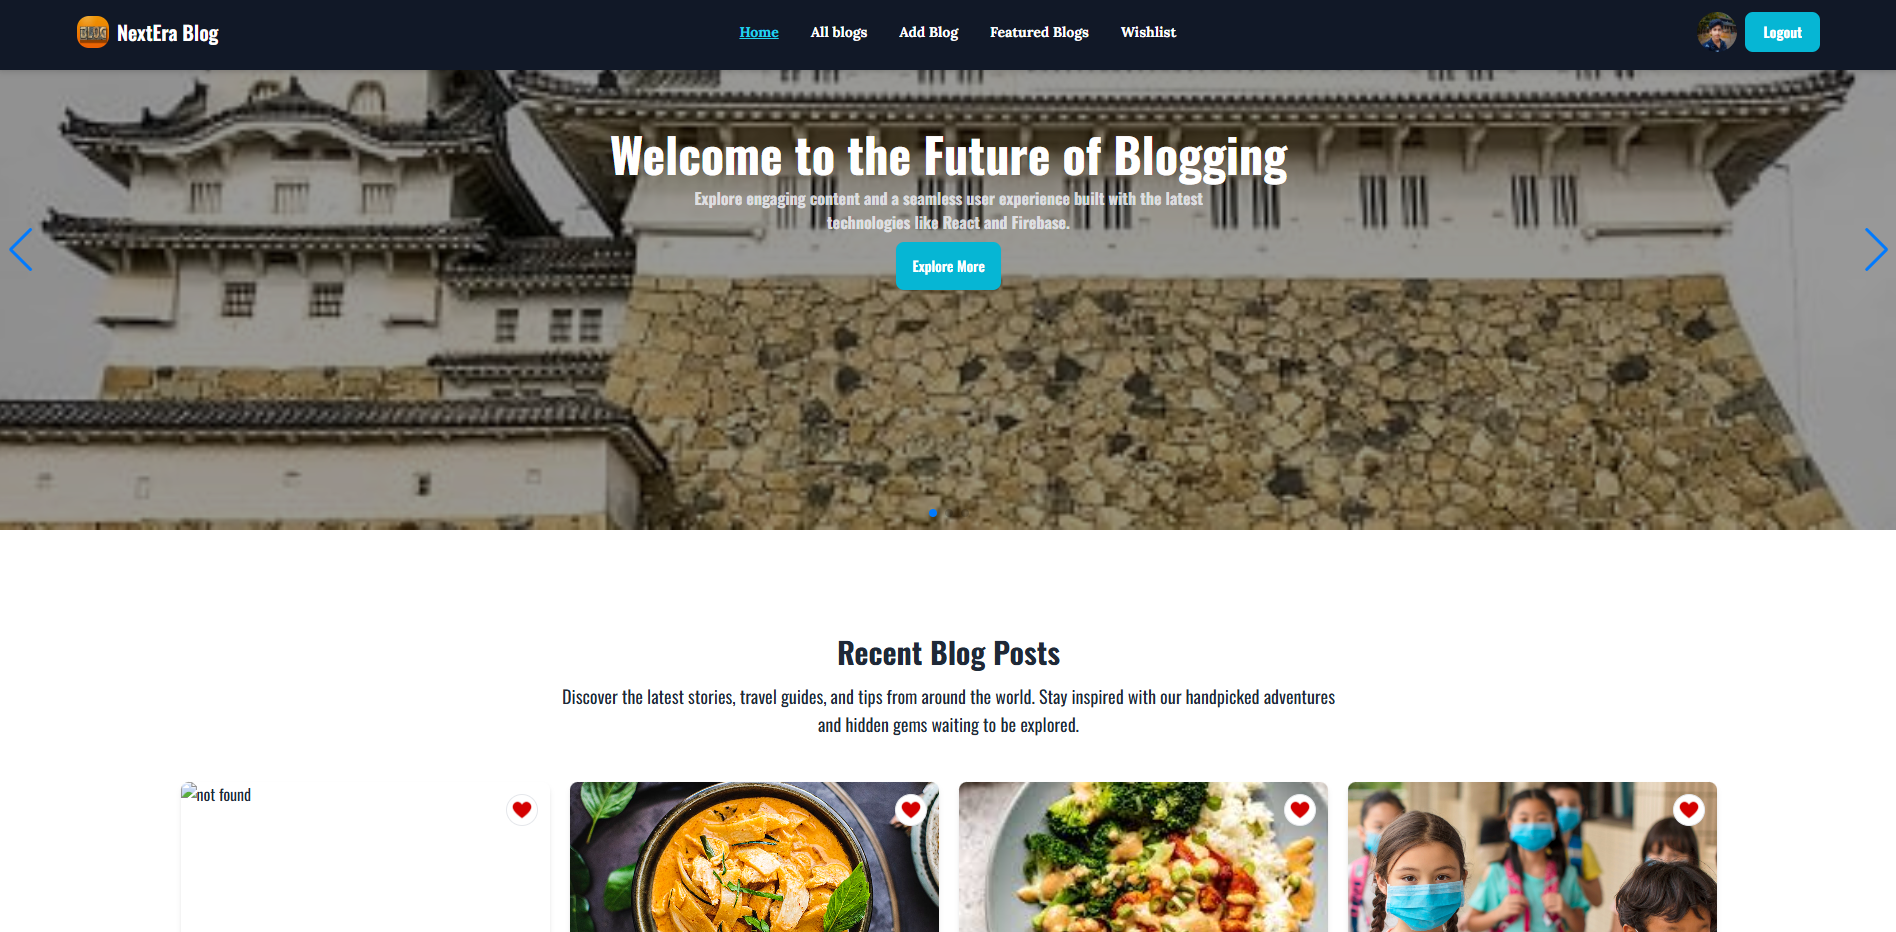 BLOG
NextEra Blog
Home
All blogs
Add Blog
Featured Blogs
Wishlist
Logout
Welcome to the Future of Blogging
Explore engaging content and a seamless user experience built with the latest
technologies like React and Firebase.
Explore More
Recent Blog Posts
Discover the latest stories, travel guides, and tips from around the world. Stay inspired with our handpicked adventures
and hidden gems waiting to be explored.
not found